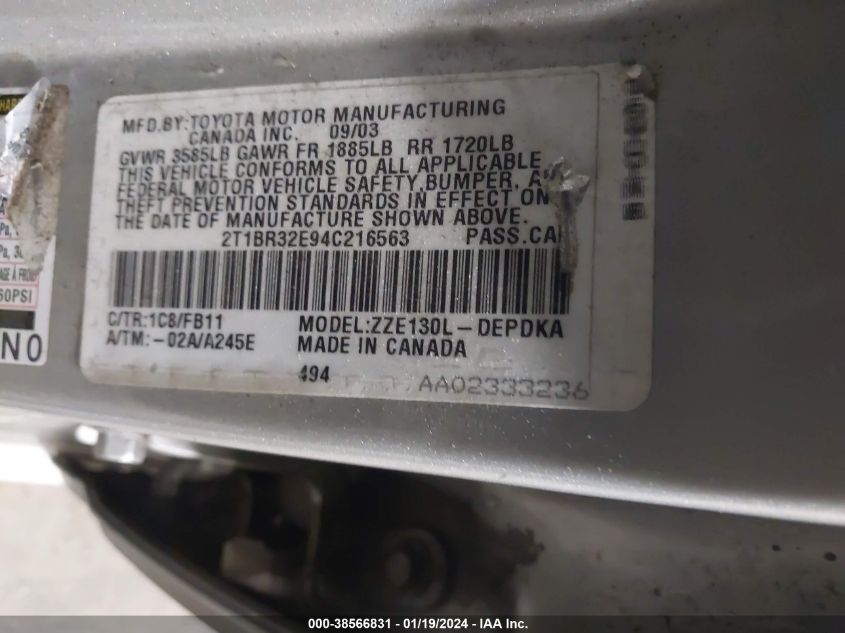 MFD.BY:TOYOTA MOTOR MANUFACTURING
CANADA INC. 09/03
GVWR 3585LB GAWR FR 1885LB RR 1720LB
THIS VEHICLE CONFORMS TO ALL APPLICABLE
FEDERAL MOTOR VEHICLE SAFETY,BUMPER,
THEFT PREVENTION STANDARDS IN EFFECT ON
THE DATE OF MANUFACTURE SHOWN ABOVE.
2T1BR32E94C216563 PASS.CAR
C/TR:1C8/FB11 MODEL:ZZE130L-DEPDKA
A/TM:-02A/A245E MADE IN CANADA
494 AA02333236
60PSI
NO
000-38566831 / 01/19/2024 - IAA Inc.